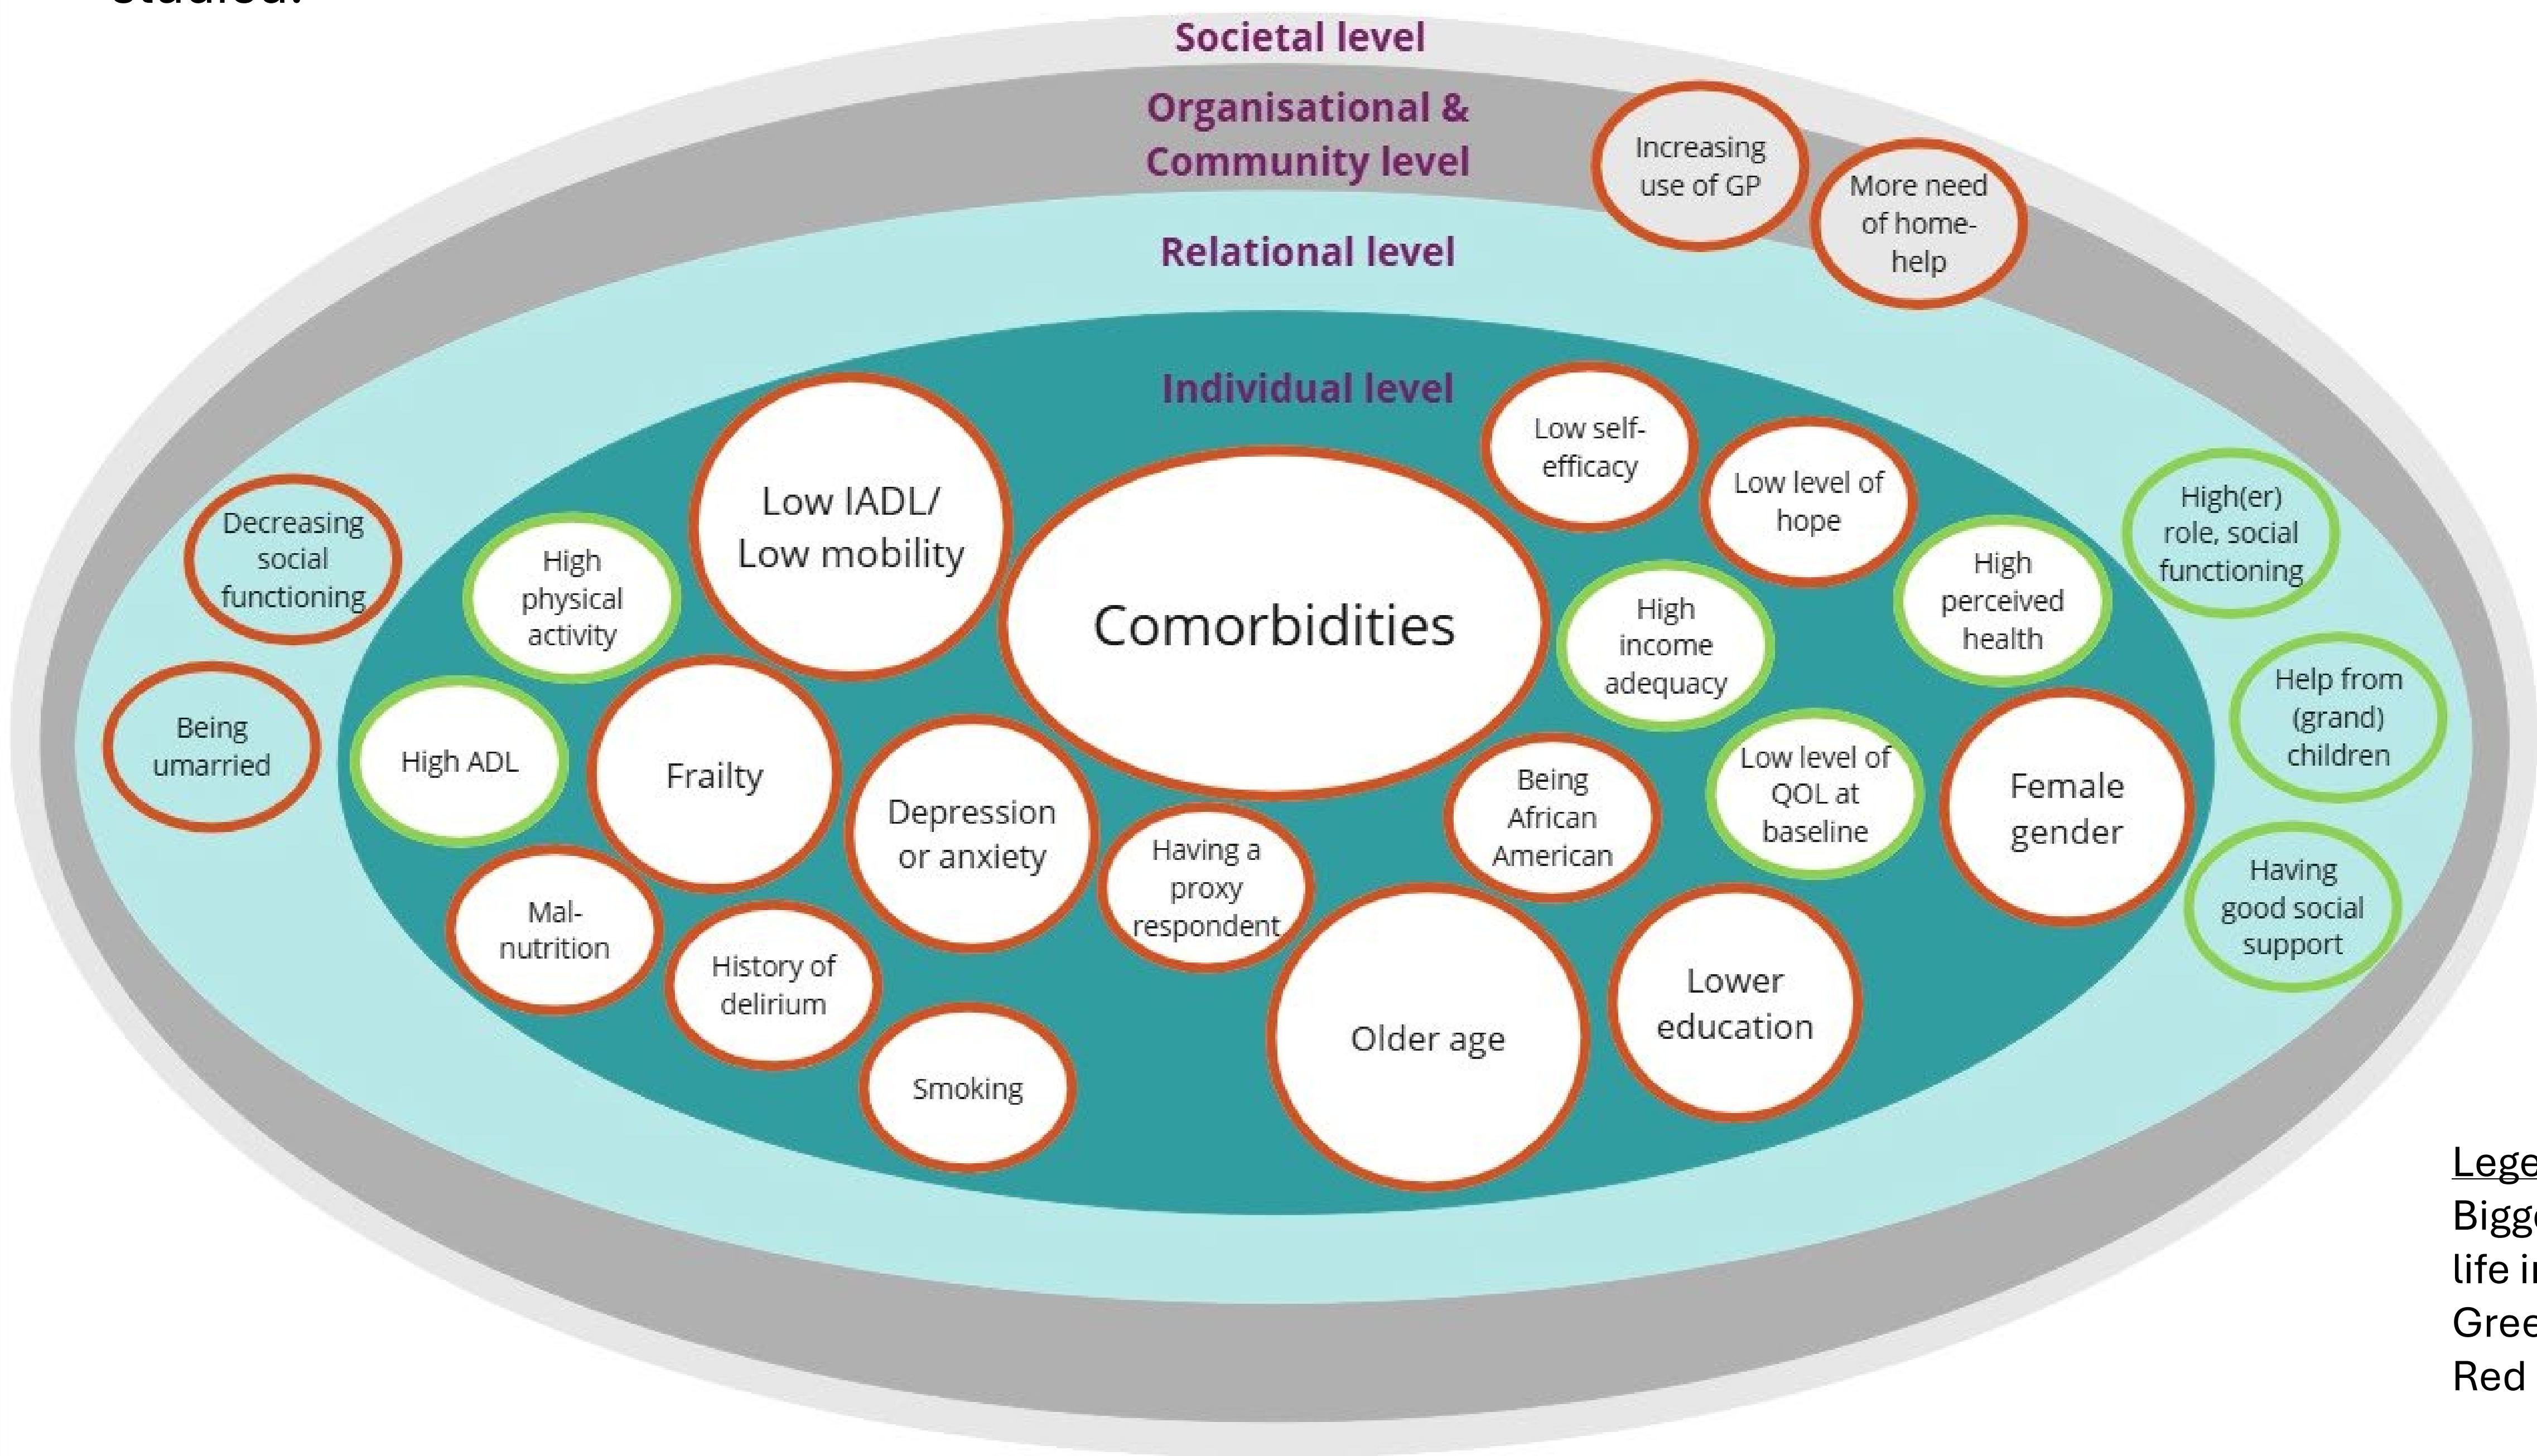 Societal level
Organisational &
Community level
Increasing
use of GP
More need
of home-
help
Relational level
Individual level
Low self-
efficacy
Low level of
hope
Low IADL/
Low mobility
Comorbidities
High
physical
activity
Decreasing
social
functioning
Being
umarried
High ADL
Frailty
Depression
or anxiety
Having a
proxy
respondent
Mal-
nutrition
History of
delirium
Smoking
High
income
adequacy
High
perceived
health
High(er)
role, social
functioning
Help from
(grand)
children
Having
good social
support
Being
African
American
Low level of
QOL at
baseline
Female
gender
Older age
Lower
education
life
Red